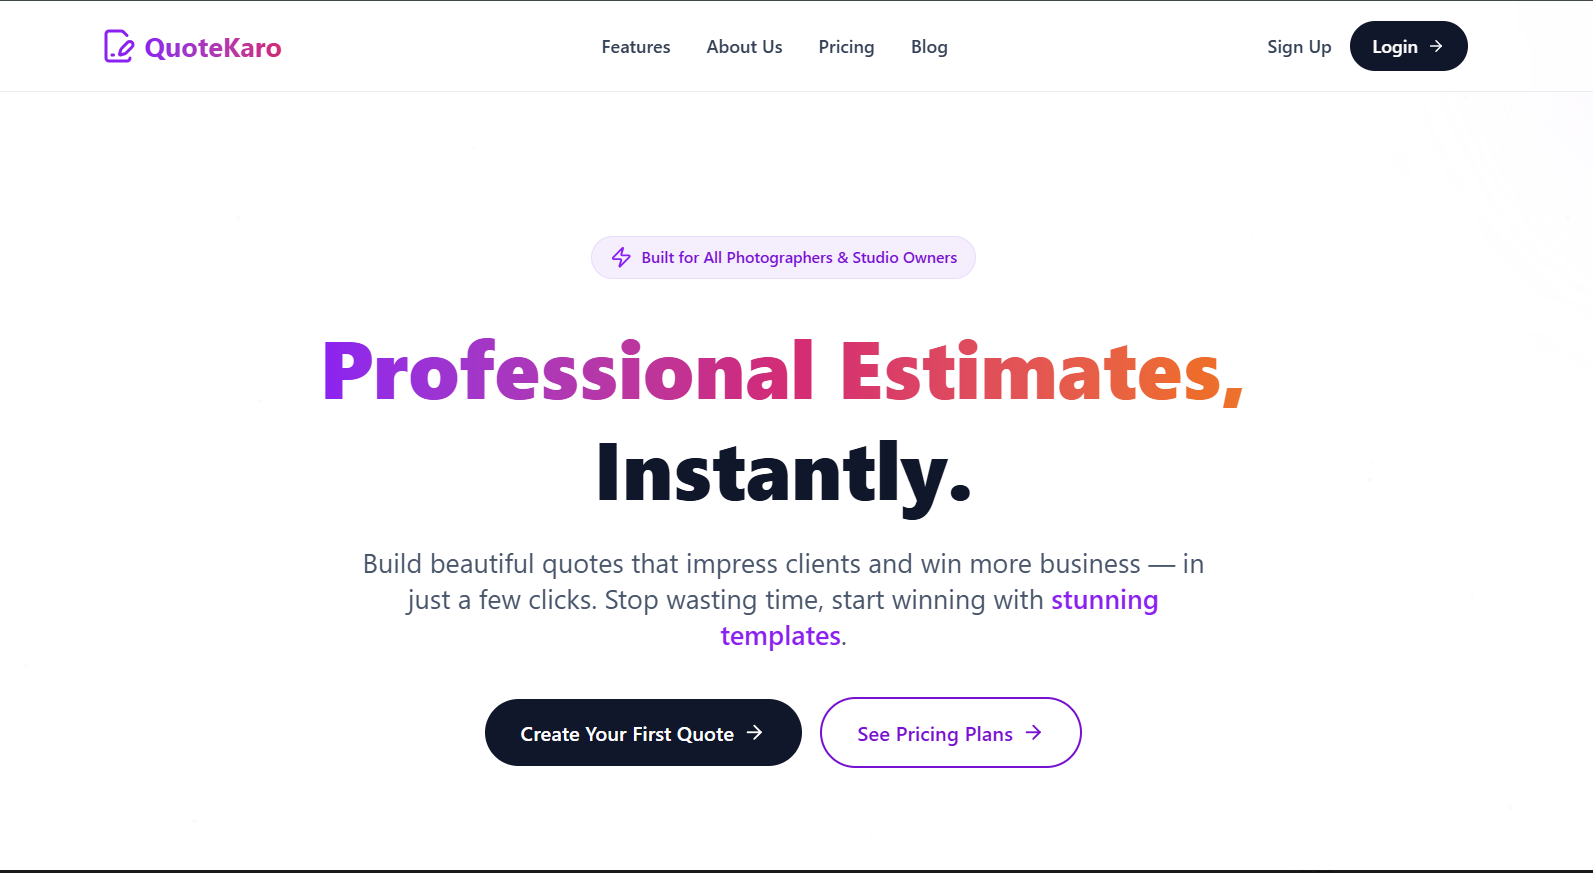 QuoteKaro
Features
About Us
Pricing
Blog
Sign Up
Login
Built for All Photographers & Studio Owners
Professional Estimates,
Instantly.
Build beautiful quotes that impress clients and win more business — in
just a few clicks. Stop wasting time, start winning with stunning
templates.
Create Your First Quote
See Pricing Plans